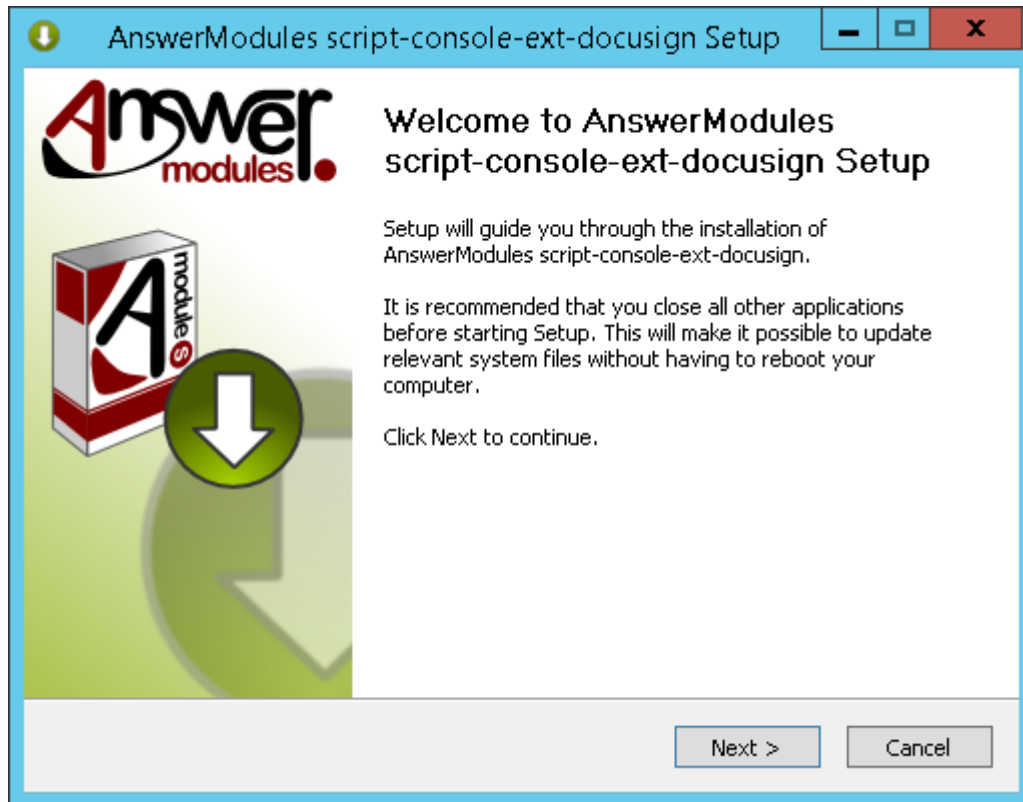 AnswerModules script-console-ext-docusign Setup
Answer
modules
Welcome to AnswerModules
script-console-ext-docusign Setup
Setup will guide you through the installation of
AnswerModules script-console-ext-docusign.
It is recommended that you close all other applications
before starting Setup. This will make it possible to update
relevant system files without having to reboot your
computer.
Click Next to continue.
A
module s
Next >
Cancel